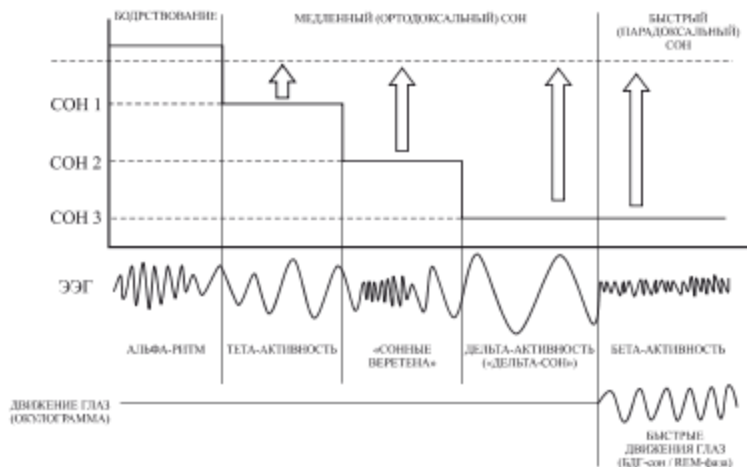 БОДРСТВОВАНИЕ
МЕДЛЕННЫЙ (ОРТОДОКСАЛЬНЫЙ) СОН
БЫСТРЫЙ
(ПАРАДОКСАЛЬНЫЙ)
СОН
СОН 1
СОН 2
СОН 3
ЭЭГ
АЛЬФА-РИТМ
ТЕТА-АКТИВНОСТЬ
«СОННЫЕ
ВЕРЕТЕНА»
ДЕЛЬТА-АКТИВНОСТЬ
(«ДЕЛЬТА-СОН»)
БЕТА-АКТИВНОСТЬ
ДВИЖЕНИЕ ГЛАЗ
(ОКУЛОГРАММА)
БЫСТРЫЕ
ДВИЖЕНИЯ ГЛАЗ
(БДГ-сон / REM-фаза)